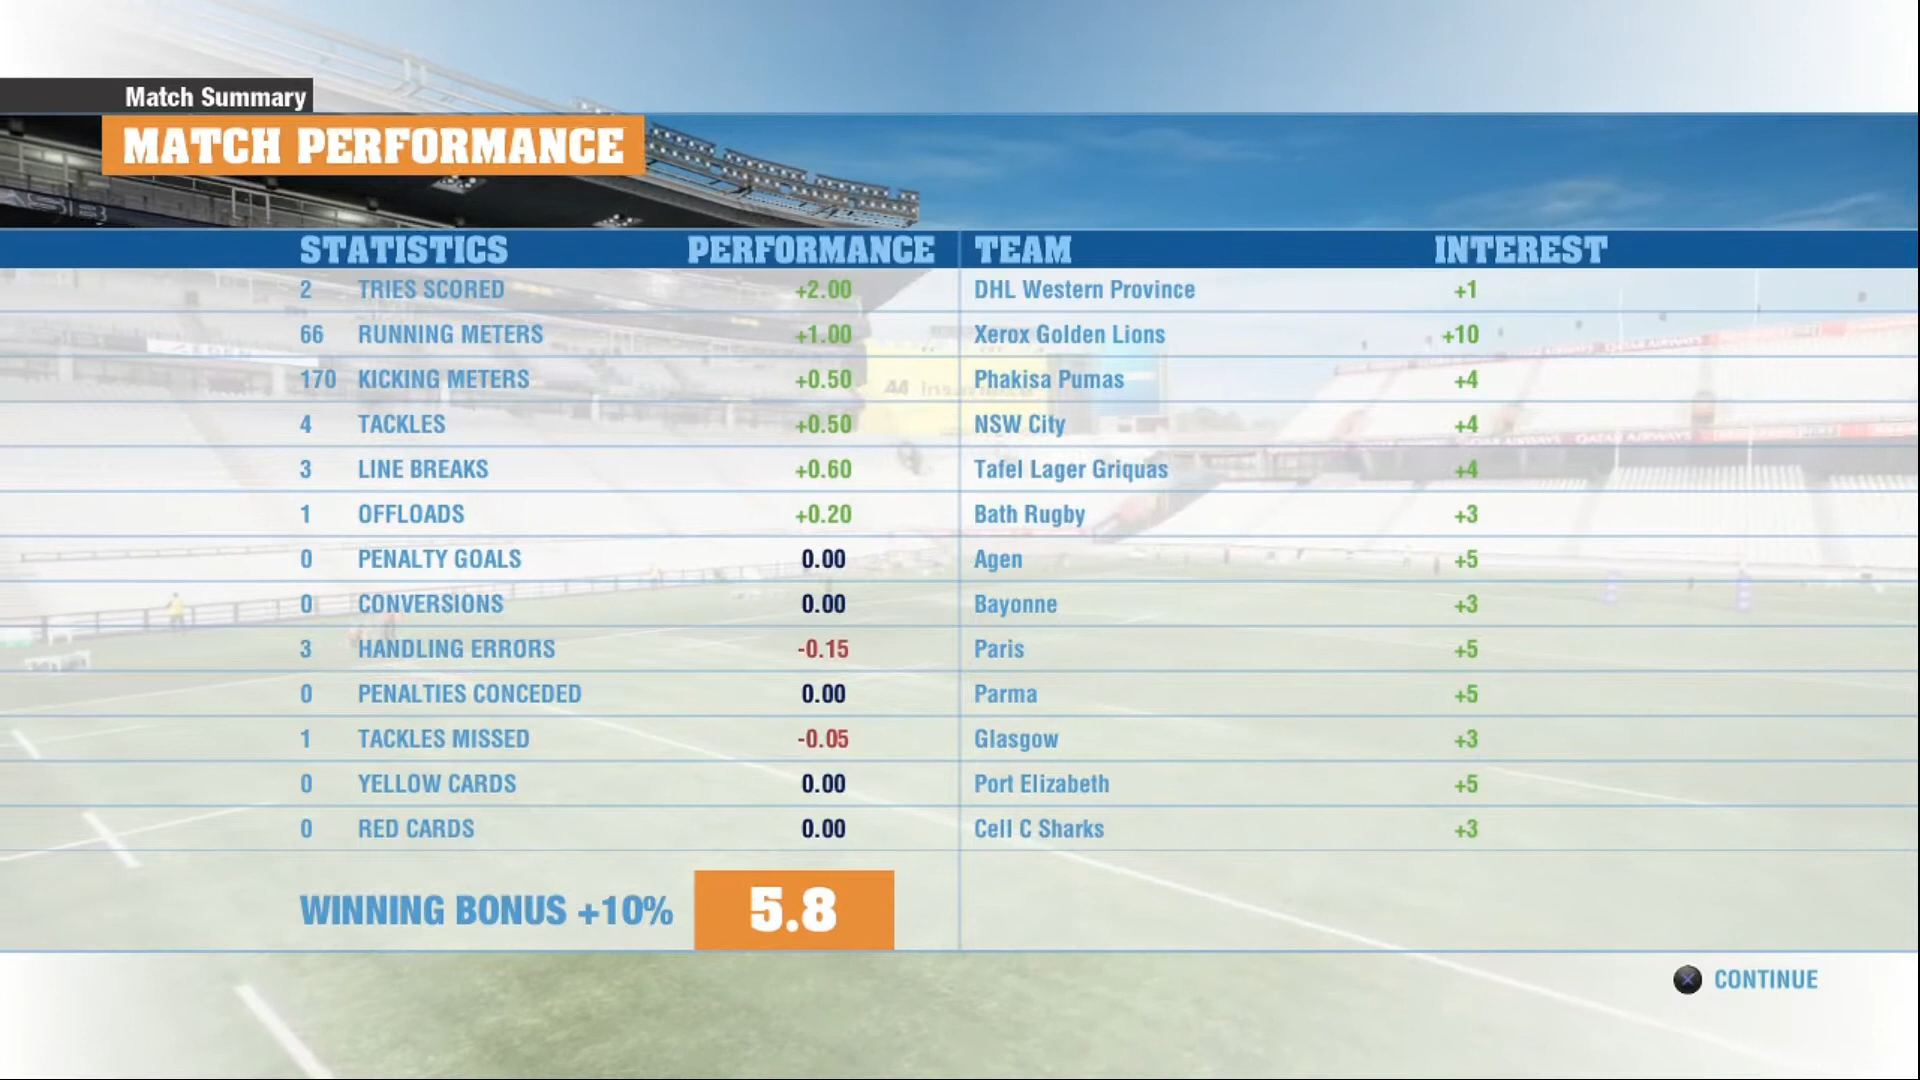 Match Summary
MATCH PERFORMANCE
STATISTICS PERFORMANCE TEAM INTEREST
2 TRIES SCORED +2.00 DHL Western Province +1
66 RUNNING METERS +1.00 Xerox Golden Lions +10
170 KICKING METERS +0.50 Phakisa Pumas +4
4 TACKLES +0.50 NSW City +4
3 LINE BREAKS +0.60 Tafel Lager Griquas +4
1 OFFLOADS +0.20 Bath Rugby +3
0 PENALTY GOALS 0.00 Agen +5
0 CONVERSIONS 0.00 Bayonne +3
3 HANDLING ERRORS -0.15 Paris +5
0 PENALTIES CONCEDED 0.00 Parma +5
1 TACKLES MISSED -0.05 Glasgow +3
0 YELLOW CARDS 0.00 Port Elizabeth +5
0 RED CARDS 0.00 Cell C Sharks +3
WINNING BONUS +10% 5.8
CONTINUE